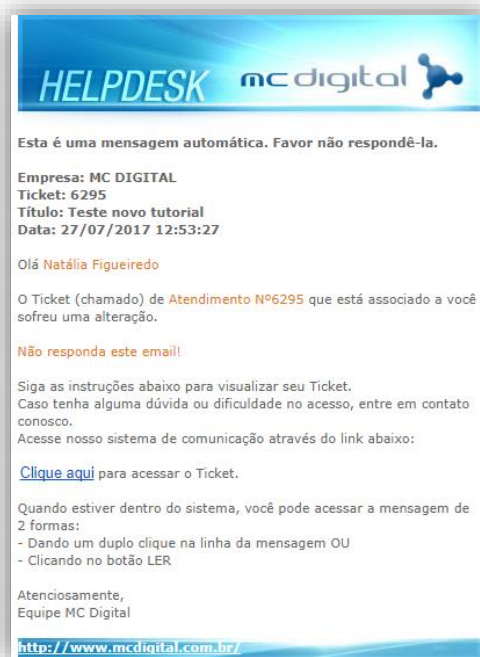 HELPDESK mcdigital
Esta é uma mensagem automática. Favor não respondê-la.
Empresa: MC DIGITAL
Ticket: 6295
Título: Teste novo tutorial
Data: 27/07/2017 12:53:27
Olá Natália Figueiredo
O Ticket (chamado) de Atendimento Nº6295 que está associado a você
sofreu uma alteração.
Não responda este email!
Siga as instruções abaixo para visualizar seu Ticket.
Caso tenha alguma dúvida ou dificuldade no acesso, entre em contato
conosco.
Acesse nosso sistema de comunicação através do link abaixo:
Clique aqui para acessar o Ticket.
Quando estiver dentro do sistema, você pode acessar a mensagem de
2 formas:
- Dando um duplo clique na linha da mensagem OU
- Clicando no botão LER
Atenciosamente,
Equipe MC Digital
http://www.mcdigital.com.br/